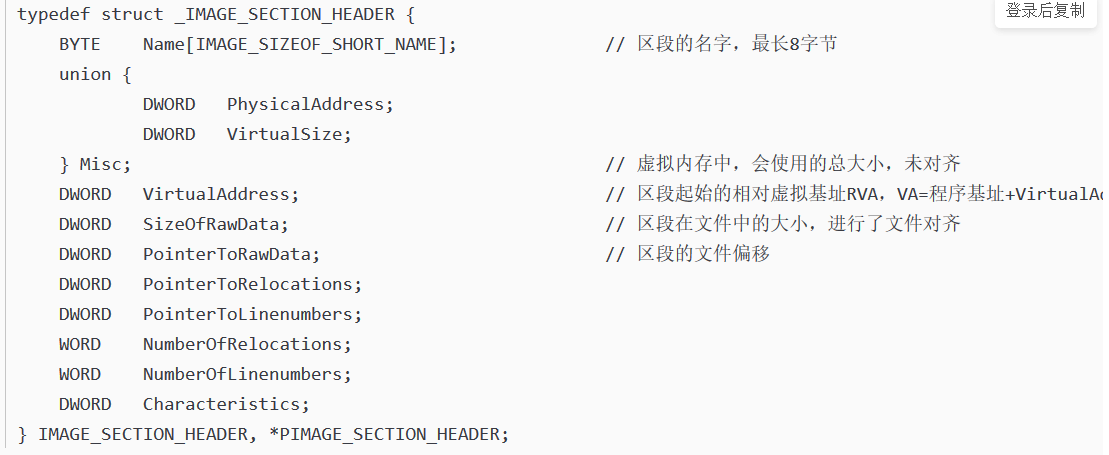 登录后复制
typedef struct _IMAGE_SECTION_HEADER {
    BYTE    Name[IMAGE_SIZEOF_SHORT_NAME];              // 区段的名字，最长8字节
    union {
            DWORD   PhysicalAddress;
            DWORD   VirtualSize;
    } Misc;                                             // 虚拟内存中，会使用的总大小，未对齐
    DWORD   VirtualAddress;                             // 区段起始的相对虚拟基址RVA，VA=程序基址+VirtualAd
    DWORD   SizeOfRawData;                              // 区段在文件中的大小，进行了文件对齐
    DWORD   PointerToRawData;                           // 区段的文件偏移
    DWORD   PointerToRelocations;
    DWORD   PointerToLinenumbers;
    WORD    NumberOfRelocations;
    WORD    NumberOfLinenumbers;
    DWORD   Characteristics;
} IMAGE_SECTION_HEADER, *PIMAGE_SECTION_HEADER;